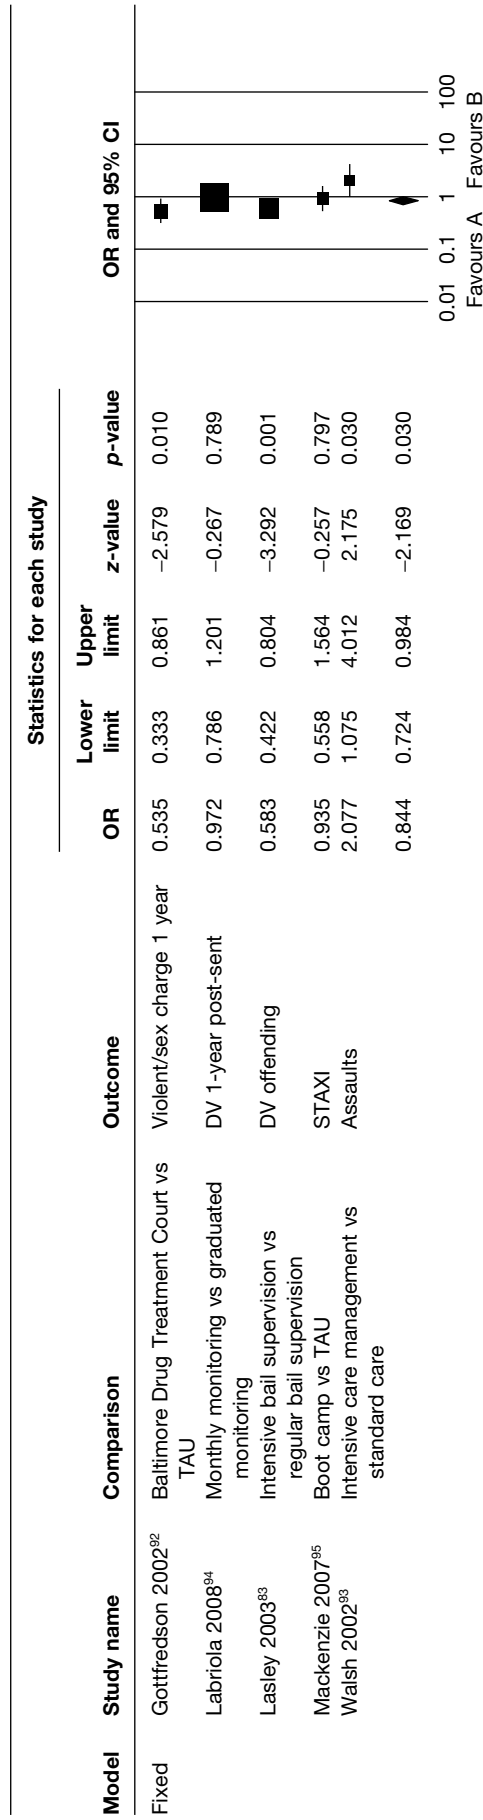 Statistics for each study
Model Study name Comparison Outcome OR Lower limit Upper limit z-value p-value OR and 95% CI
Fixed Gottfredson 2002⁹² Baltimore Drug Treatment Court vs TAU Violent/sex charge 1 year 0.535 0.333 0.861 −2.579 0.010
Labriola 2008⁹⁴ Monthly monitoring vs graduated monitoring DV 1-year post-sent 0.972 0.786 1.201 −0.267 0.789
Lasley 2003⁸³ Intensive bail supervision vs regular bail supervision DV offending 0.583 0.422 0.804 −3.292 0.001
Mackenzie 2007⁹⁵ Boot camp vs TAU STAXI 0.935 0.558 1.564 −0.257 0.797
Walsh 2002⁹³ Intensive care management vs standard care Assaults 2.077 1.075 4.012 2.175 0.030
0.844 0.724 0.984 −2.169 0.030
0.01 0.1 1 10 100
Favours A Favours B